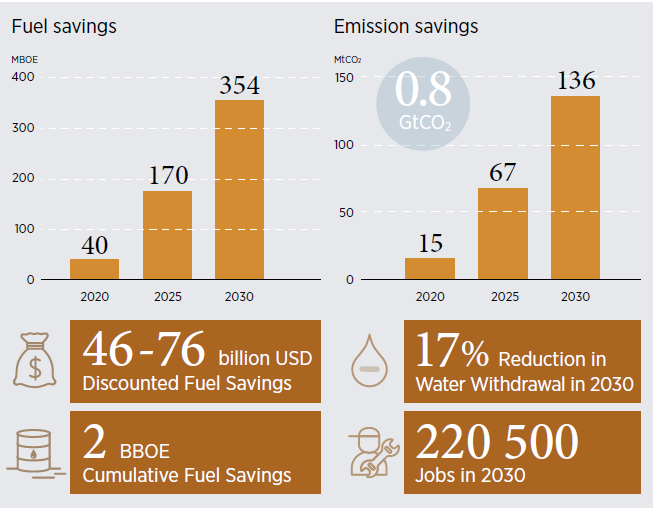 Fuel savings
MBOE
400
300
200
100
0
40
170
354
2020 2025 2030
Emission savings
MtCO₂
150
100
50
0
0.8
GtCO₂
15
67
136
2020 2025 2030
$
46-76 billion USD
Discounted Fuel Savings
17% Reduction in
Water Withdrawal in 2030
2 BBOE
Cumulative Fuel Savings
220 500
Jobs in 2030